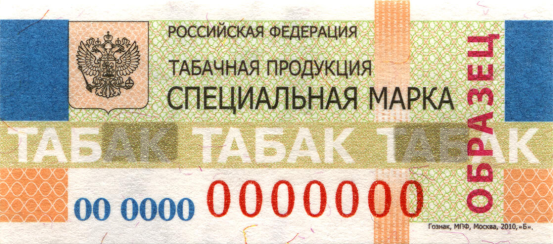 РОССИЙСКАЯ ФЕДЕРАЦИЯ
ТАБАЧНАЯ ПРОДУКЦИЯ
СПЕЦИАЛЬНАЯ МАРКА
ОБРАЗЕЦ
ТАБАК ТАБАК ТАБАК
00 0000 0000000
Гознак, МПФ, Москва, 2010, «Б».